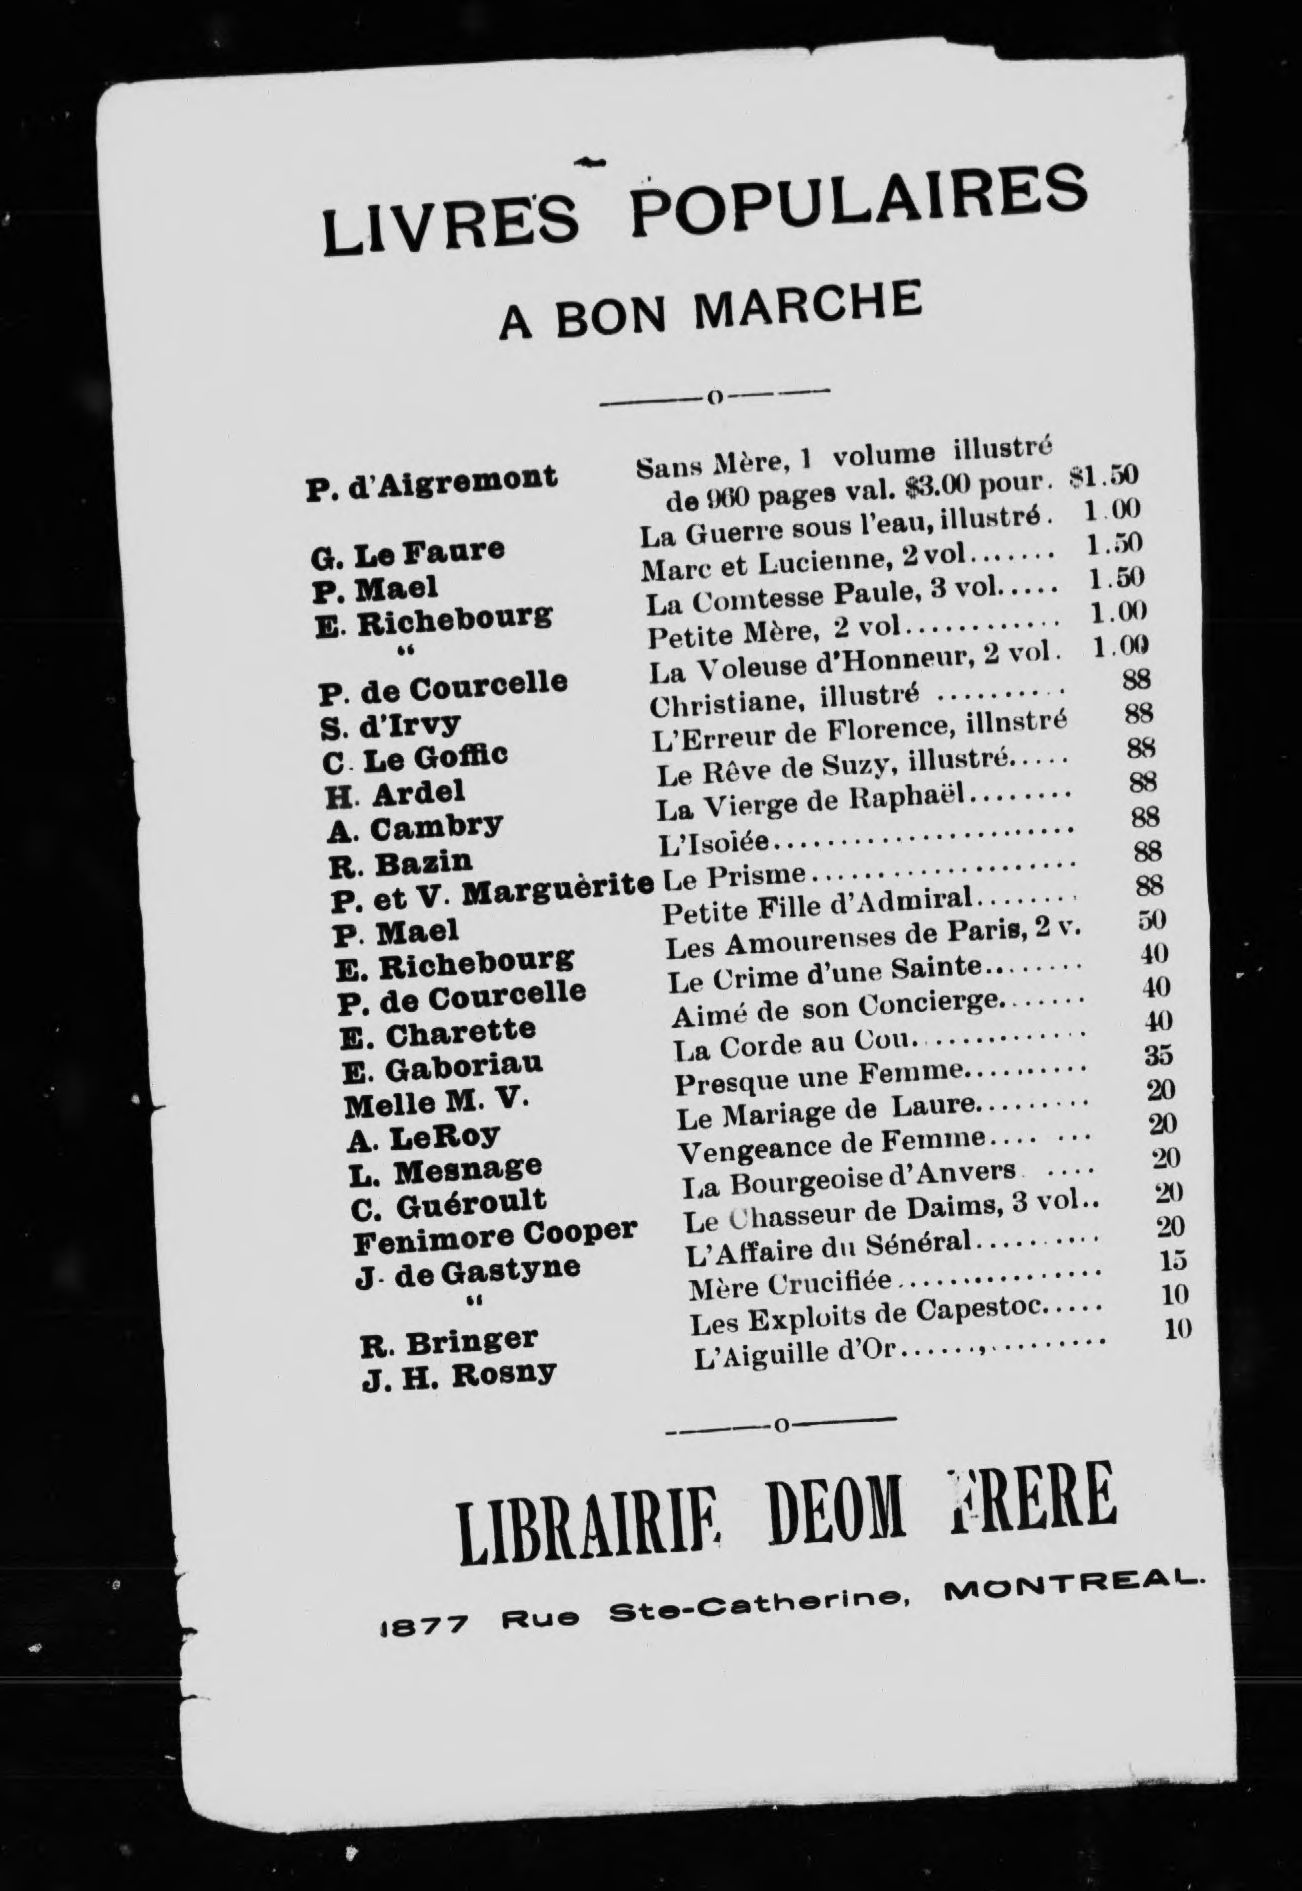 LIVRES POPULAIRES
A BON MARCHE
P. d'Aigremont Sans Mère, 1 volume illustré
de 960 pages val. $3.00 pour. $1.50
G. Le Faure La Guerre sous l'eau, illustré. 1.00
P. Mael Marc et Lucienne, 2 vol....... 1.50
E. Richebourg La Comtesse Paule, 3 vol..... 1.50
“ Petite Mère, 2 vol............ 1.00
P. de Courcelle La Voleuse d'Honneur, 2 vol. 1.00
S. d'Irvy Christiane, illustré .......... 88
C. Le Goffic L'Erreur de Florence, illnstré 88
H. Ardel Le Rêve de Suzy, illustré..... 88
A. Cambry La Vierge de Raphaël........ 88
R. Bazin L'Isoiée....................... 88
P. et V. Marguèrite Le Prisme.................... 88
P. Mael Petite Fille d'Admiral........ 88
E. Richebourg Les Amourenses de Paris, 2 v. 50
P. de Courcelle Le Crime d'une Sainte........ 40
E. Charette Aimé de son Concierge....... 40
E. Gaboriau La Corde au Cou............. 40
Melle M. V. Presque une Femme.......... 35
A. LeRoy Le Mariage de Laure......... 20
L. Mesnage Vengeance de Femme.... ... 20
C. Guéroult La Bourgeoise d'Anvers .... 20
Fenimore Cooper Le Chasseur de Daims, 3 vol.. 20
J. de Gastyne L'Affaire du Sénéral.......... 20
“ Mère Crucifiée................ 15
R. Bringer Les Exploits de Capestoc..... 10
J. H. Rosny L'Aiguille d'Or......,......... 10
LIBRAIRIE DEOM FRERE
1877 Rue Ste-Catherine, MONTREAL.